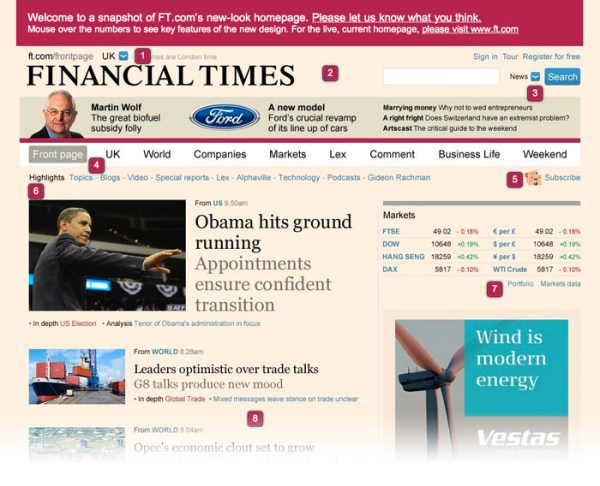 Welcome to a snapshot of FT.com's new-look homepage. Please let us know what you think.
Mouse over the numbers to see key features of the new design. For the live, current homepage, please visit www.ft.com
ft.com/frontpage UK 1 mes are London time
Sign in Tour Register for free
FINANCIAL TIMES 2
News Search
3
Martin Wolf
The great biofuel
subsidy folly
Ford
A new model
Ford's crucial revamp
of its line up of cars
Marrying money Why not to wed entrepreneurs
A right fright Does Switzerland have an extremist problem?
Artscast The critical guide to the weekend
Front page UK World Companies Markets Lex Comment Business Life Weekend
4
Highlights Topics - Blogs - Video - Special reports - Lex - Alphaville - Technology - Podcasts - Gideon Rachman
5 Subscribe
6
From US 9.50am
Obama hits ground
running
Appointments
ensure confident
transition
© AFP
• In depth US Election • Analysis Tenor of Obama's administration in focus
Markets
FTSE 49.02 - 0.16% € per £ 49.02 - 0.16%
DOW 10648 +0.19% $ per £ 10648 +0.19%
HANG SENG 18259 +0.42% ¥ per $ 18259 +0.42%
DAX 5817 - 0.10% WTI Crude 5817 - 0.10%
7 Portfolio Markets data
From WORLD 8.28am
Leaders optimistic over trade talks
G8 talks produce new mood
• In depth Global Trade • Mixed messages leave stance on trade unclear
8
From WORLD 8.04am
Opec's economic clout set to grow
Wind is
modern
energy
Vestas